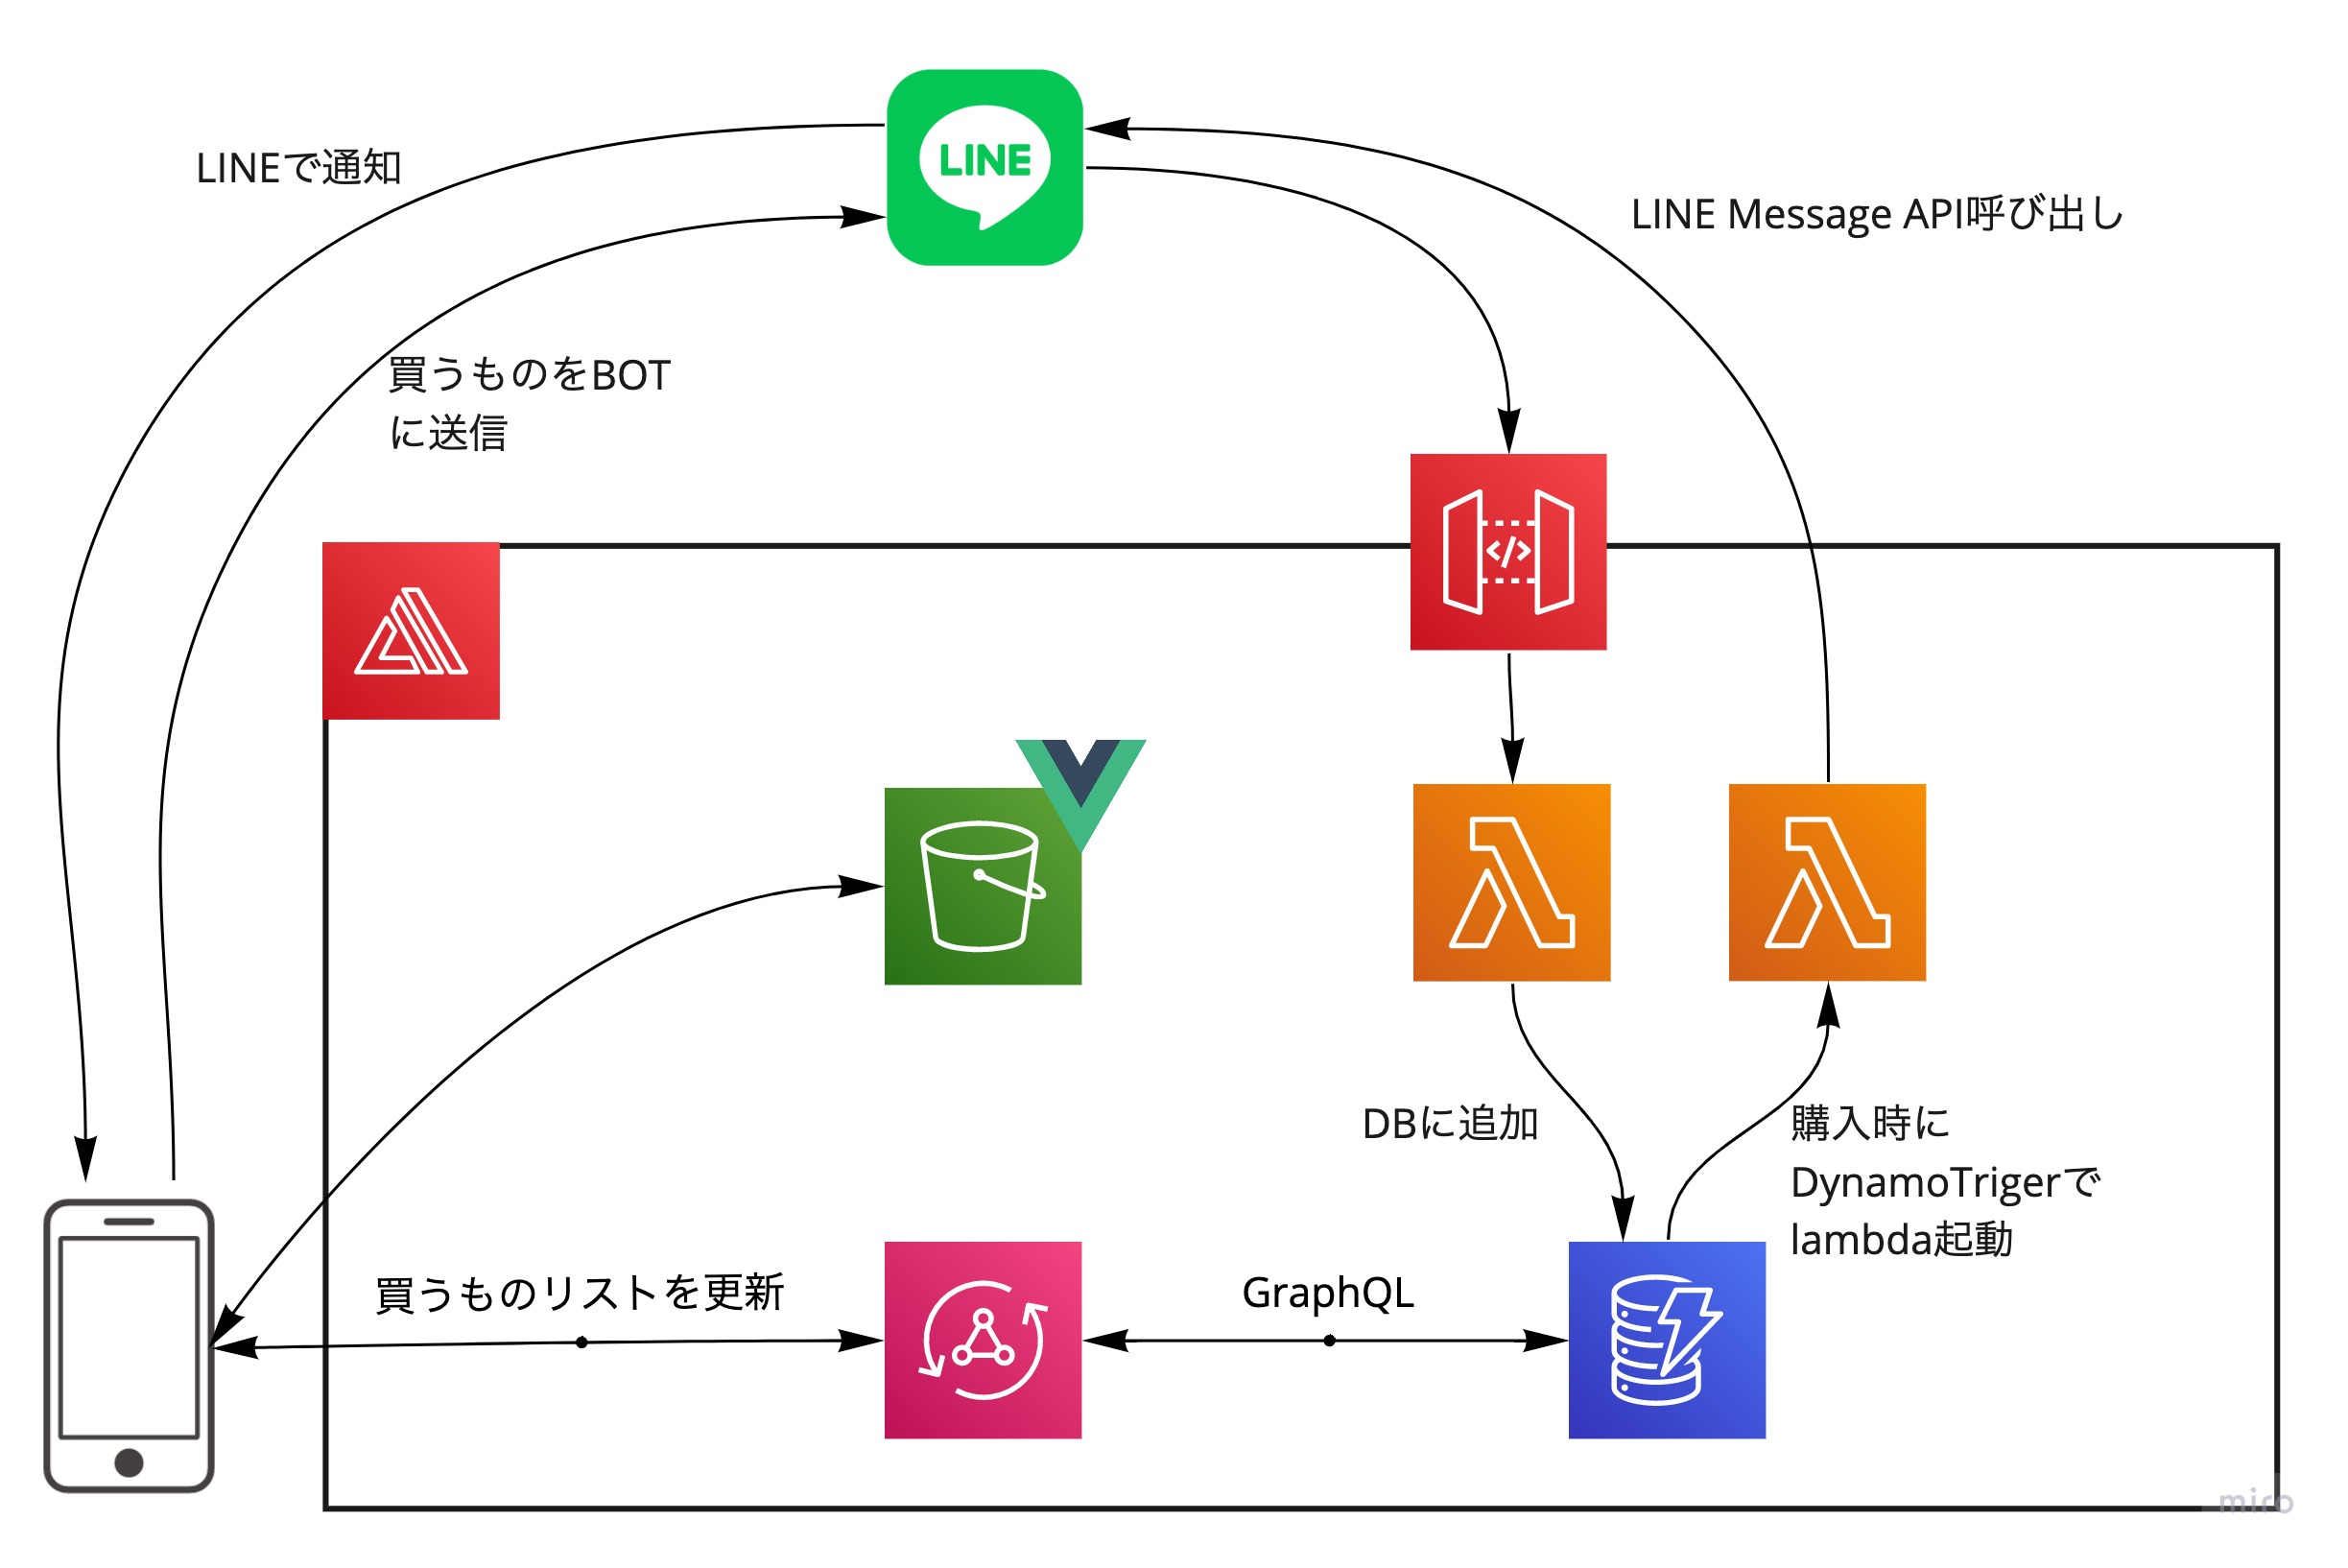 LINE
LINEで通知
LINE Message API呼び出し
買うものをBOT
に送信
DBに追加
購入時に
DynamoTrigerで
lambda起動
買うものリストを更新
GraphQL
miro